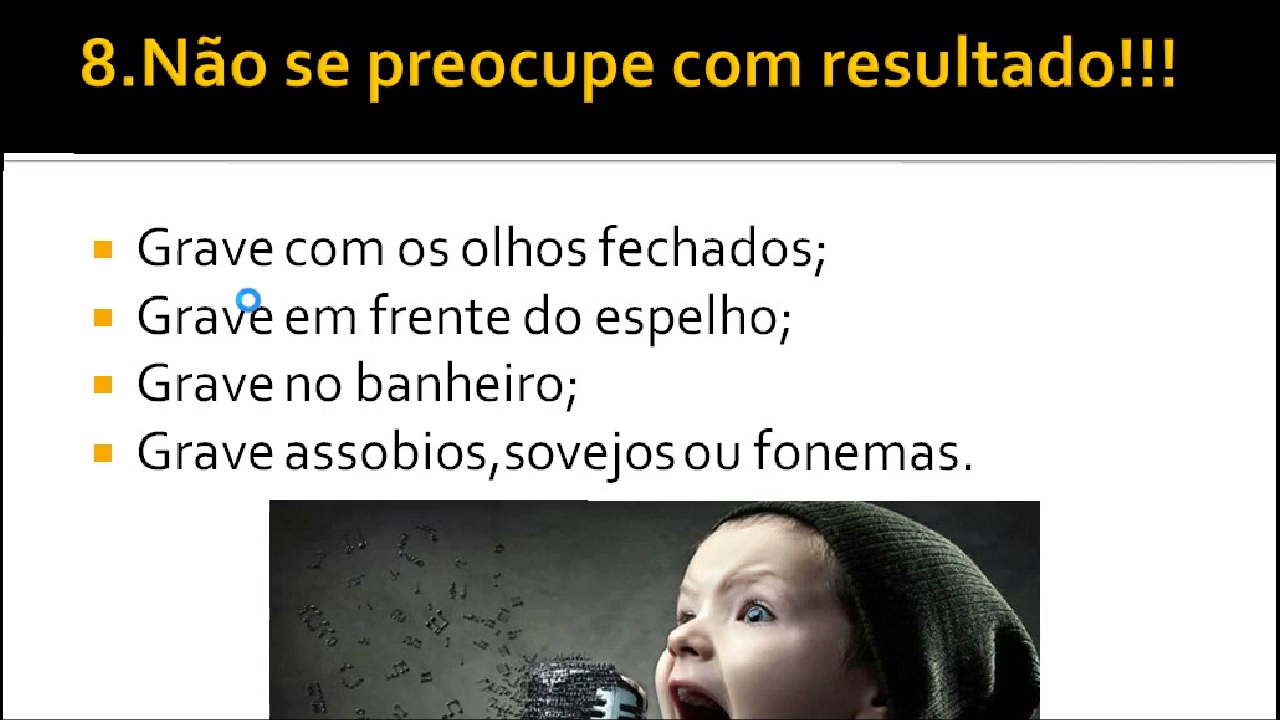 8.Não se preocupe com resultado!!!
Grave com os olhos fechados;
Grave em frente do espelho;
Grave no banheiro;
Grave assobios,sovejos ou fonemas.